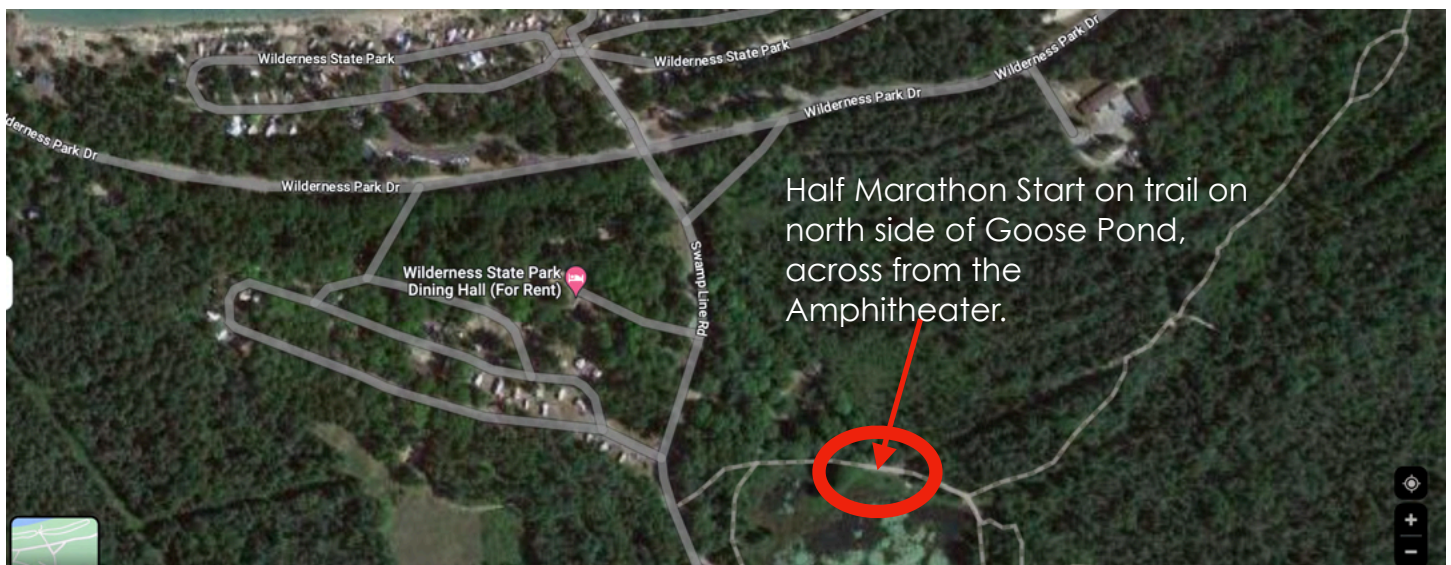 Wilderness State Park
Wilderness State Park
Wilderness Park Dr
Wilderness Park Dr
derness Park Dr
Wilderness Park Dr
Half Marathon Start on trail on
north side of Goose Pond,
across from the
Amphitheater.
Swamp Line Rd
Wilderness State Park
Dining Hall (For Rent)
+
−